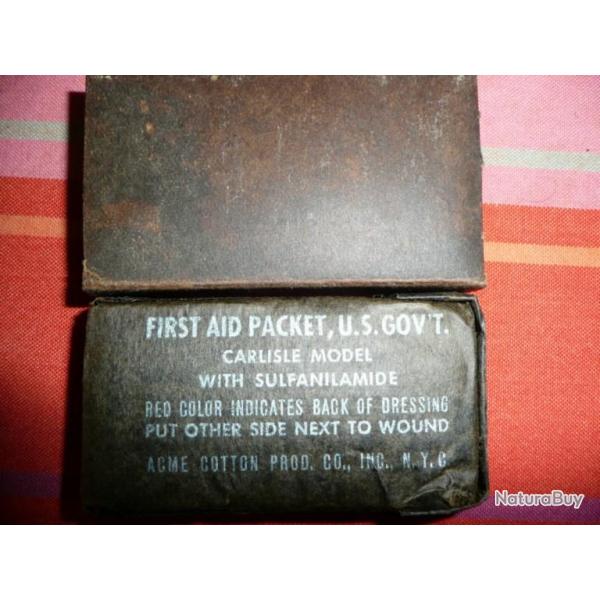 FIRST AID PACKET, U.S. GOV'T.
CARLISLE MODEL
WITH SULFANILAMIDE
RED COLOR INDICATES BACK OF DRESSING
PUT OTHER SIDE NEXT TO WOUND
ACME COTTON PROD. CO., INC., N.Y.C
NaturaBuy